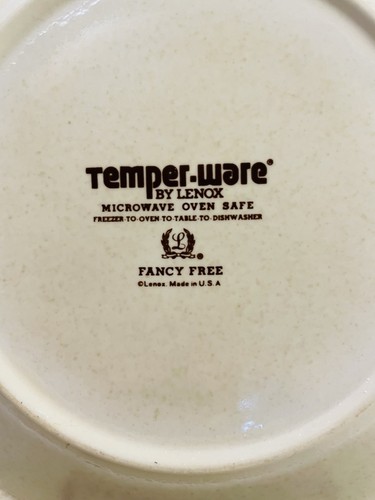 Temper-ware®
BY LENOX
MICROWAVE OVEN SAFE
FREEZER-TO-OVEN-TO-TABLE-TO-DISHWASHER
L ®
FANCY FREE
©Lenox. Made in U.S.A